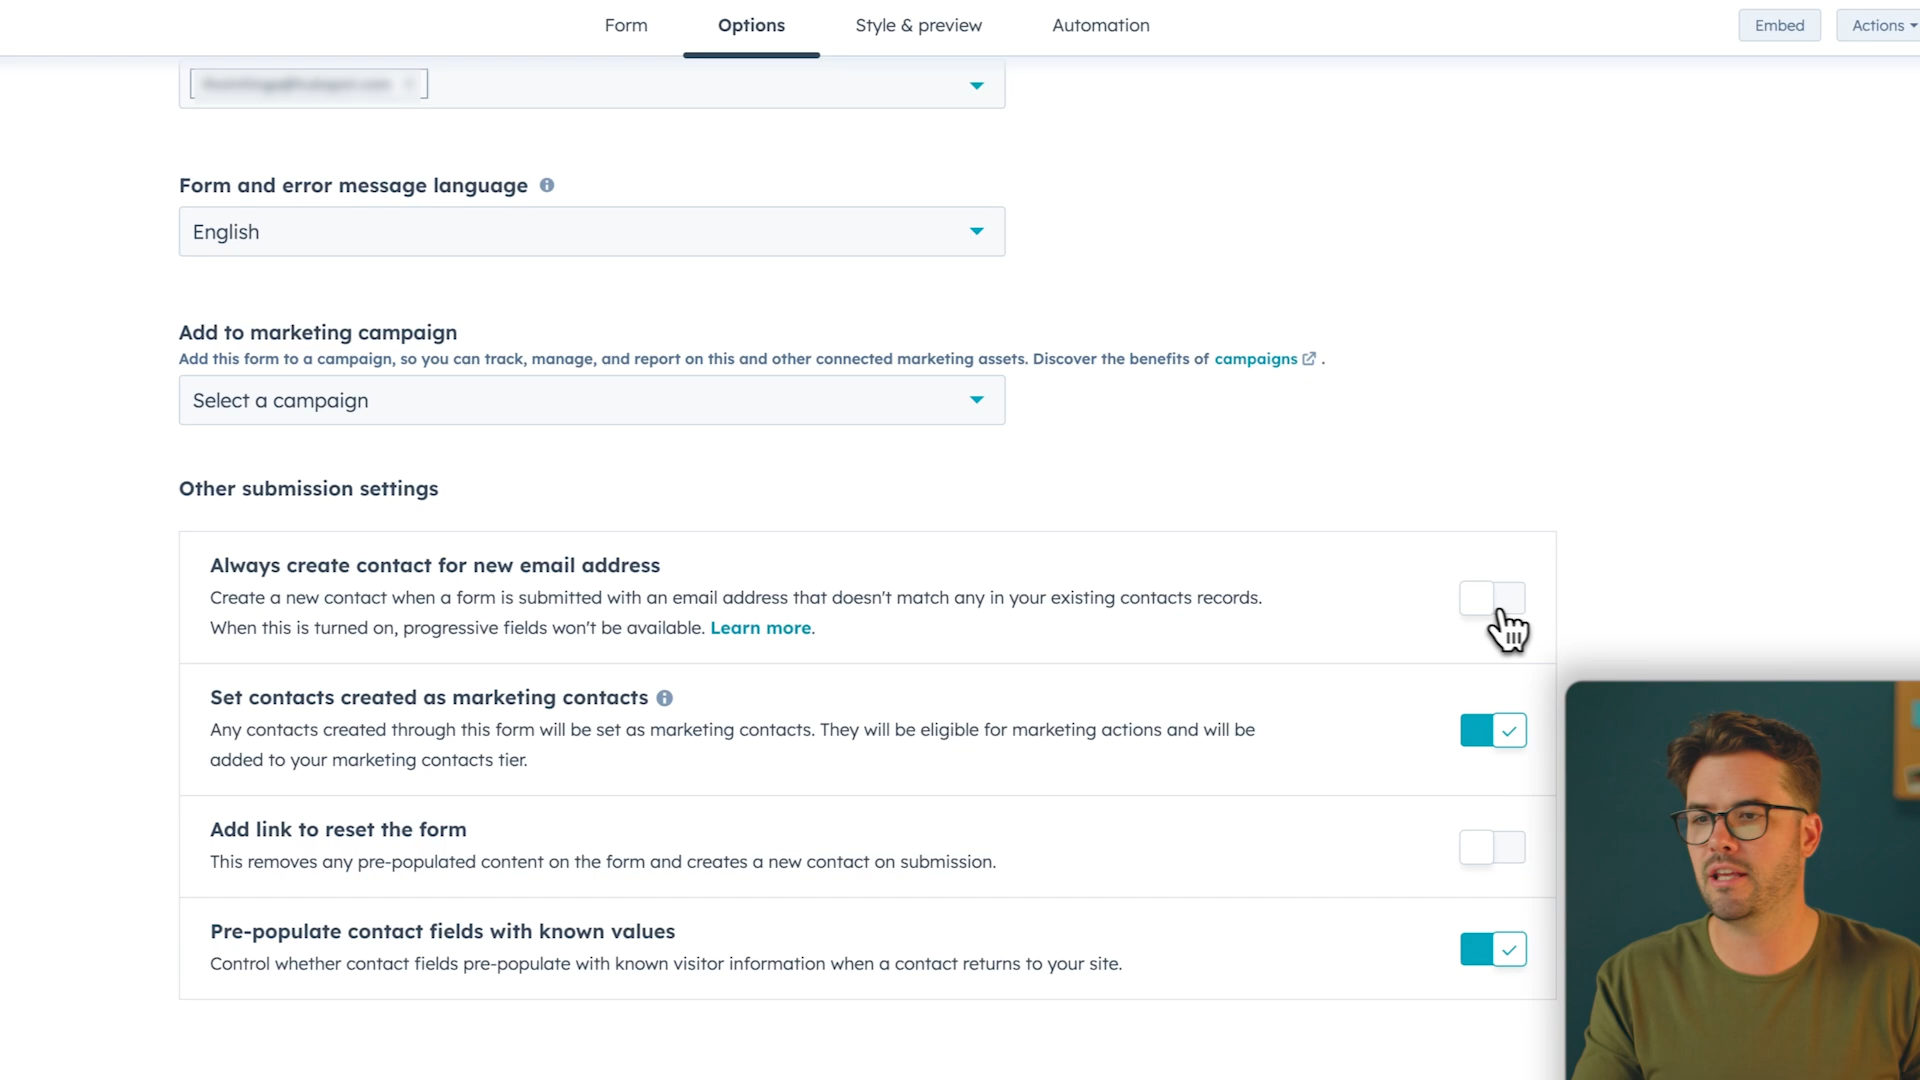 Form
Options
Style & preview
Automation
Embed
Actions
Form and error message language
English
Add to marketing campaign
Add this form to a campaign, so you can track, manage, and report on this and other connected marketing assets. Discover the benefits of campaigns .
Select a campaign
Other submission settings
Always create contact for new email address
Create a new contact when a form is submitted with an email address that doesn't match any in your existing contacts records.
When this is turned on, progressive fields won't be available. Learn more.
Set contacts created as marketing contacts
Any contacts created through this form will be set as marketing contacts. They will be eligible for marketing actions and will be
added to your marketing contacts tier.
Add link to reset the form
This removes any pre-populated content on the form and creates a new contact on submission.
Pre-populate contact fields with known values
Control whether contact fields pre-populate with known visitor information when a contact returns to your site.